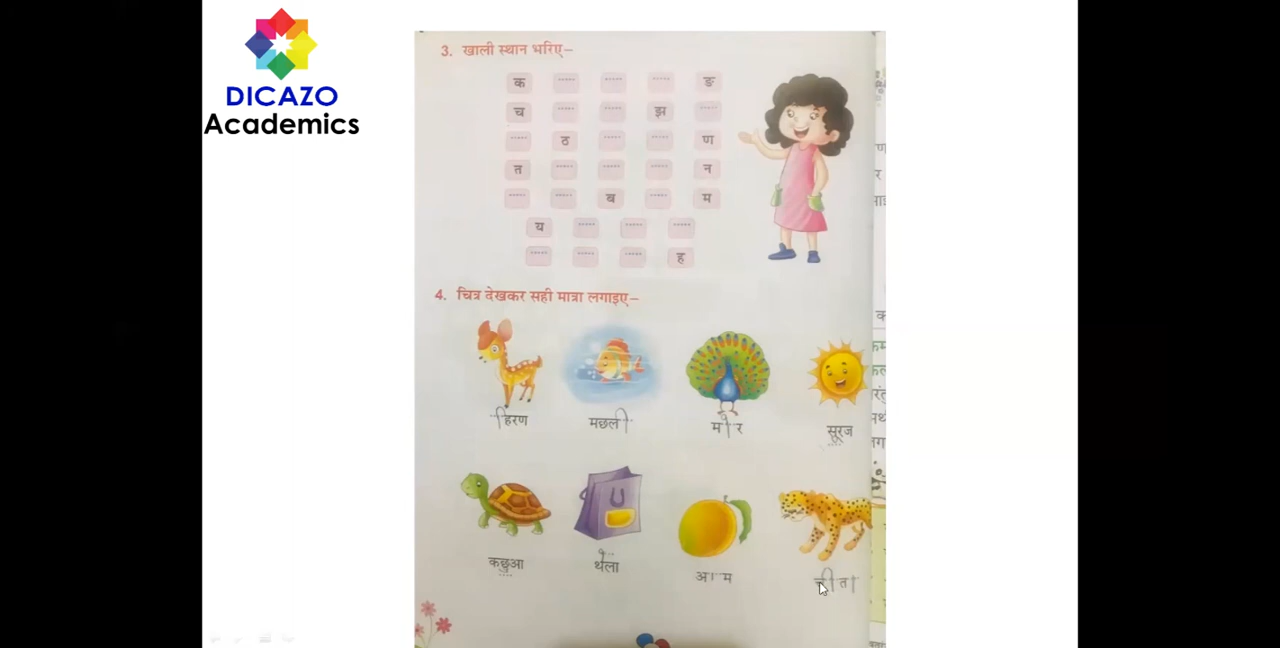 DICAZO
Academics
3. खाली स्थान भरिए–
क ..... ..... ..... ङ
च ..... ..... झ .....
..... ठ ..... ..... ण
त ..... ..... ..... न
..... ..... ब ..... म
य ..... ..... .....
..... ..... ..... ह
4. चित्र देखकर सही मात्रा लगाइए–
हिरण मछली मोर सूरज
कछुआ थैला आम चीता